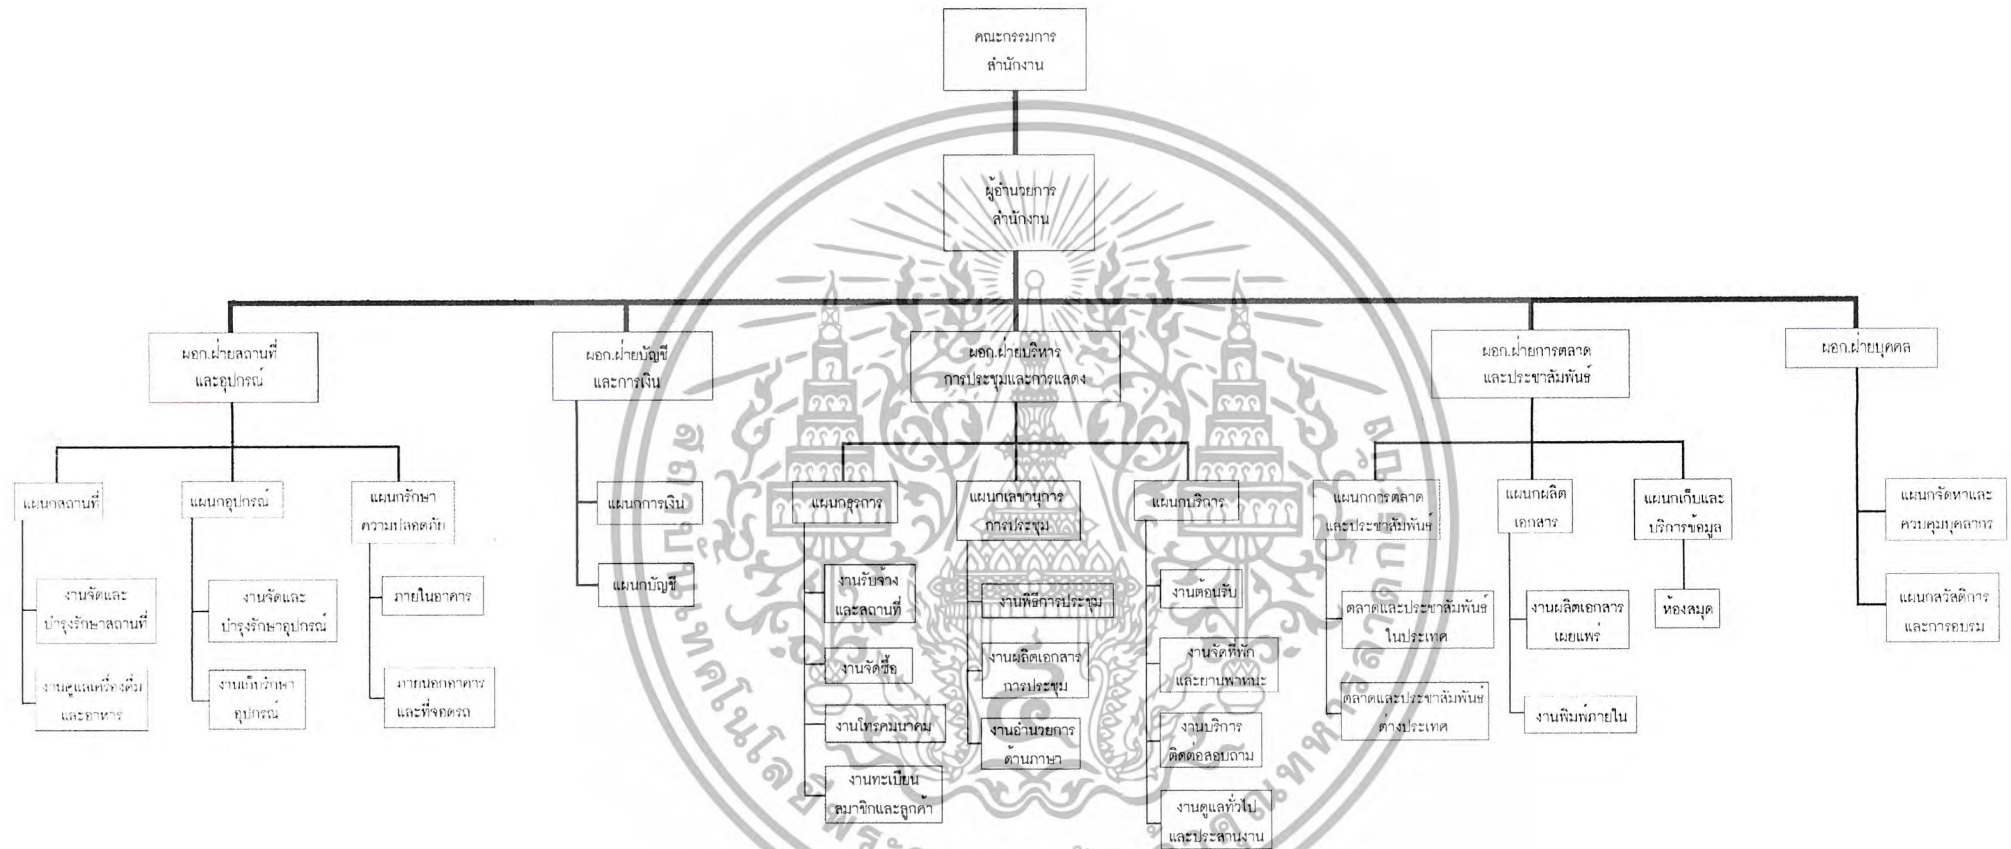 คณะกรรมการ
สำนักงาน
ผู้อำนวยการ
สำนักงาน
ผอก.ฝ่ายสถานที่
และอุปกรณ์
ผอก.ฝ่ายบัญชี
และการเงิน
ผอก.ฝ่ายบริหาร
การประชุมและการแสดง
ผอก.ฝ่ายการตลาด
และประชาสัมพันธ์
ผอก.ฝ่ายบุคคล
แผนกสถานที่
งานจัดและ
บำรุงรักษาสถานที่
งานดูแลเครื่องดื่ม
และอาหาร
แผนกอุปกรณ์
งานจัดและ
บำรุงรักษาอุปกรณ์
งานเก็บรักษา
อุปกรณ์
แผนกรักษา
ความปลอดภัย
ภายในอาคาร
ภายนอกอาคาร
และที่จอดรถ
แผนกการเงิน
แผนกบัญชี
แผนกธุรการ
งานรับจ้าง
และสถานที่
งานจัดซื้อ
งานโทรคมนาคม
งานทะเบียน
สมาชิกและลูกค้า
แผนกเลขานุการ
การประชุม
งานพิธีการประชุม
งานผลิตเอกสาร
การประชุม
งานอำนวยการ
ด้านภาษา
แผนกบริการ
งานต้อนรับ
งานจัดที่พัก
และยานพาหนะ
งานบริการ
ติดต่อสอบถาม
งานดูแลทั่วไป
และประสานงาน
แผนกการตลาด
และประชาสัมพันธ์
ตลาดและประชาสัมพันธ์
ในประเทศ
ตลาดและประชาสัมพันธ์
ต่างประเทศ
แผนกผลิต
เอกสาร
งานผลิตเอกสาร
เผยแพร่
งานพิมพ์ภายใน
แผนกเก็บและ
บริการข้อมูล
ห้องสมุด
แผนกจัดหาและ
ควบคุมบุคลากร
แผนกสวัสดิการ
และการอบรม